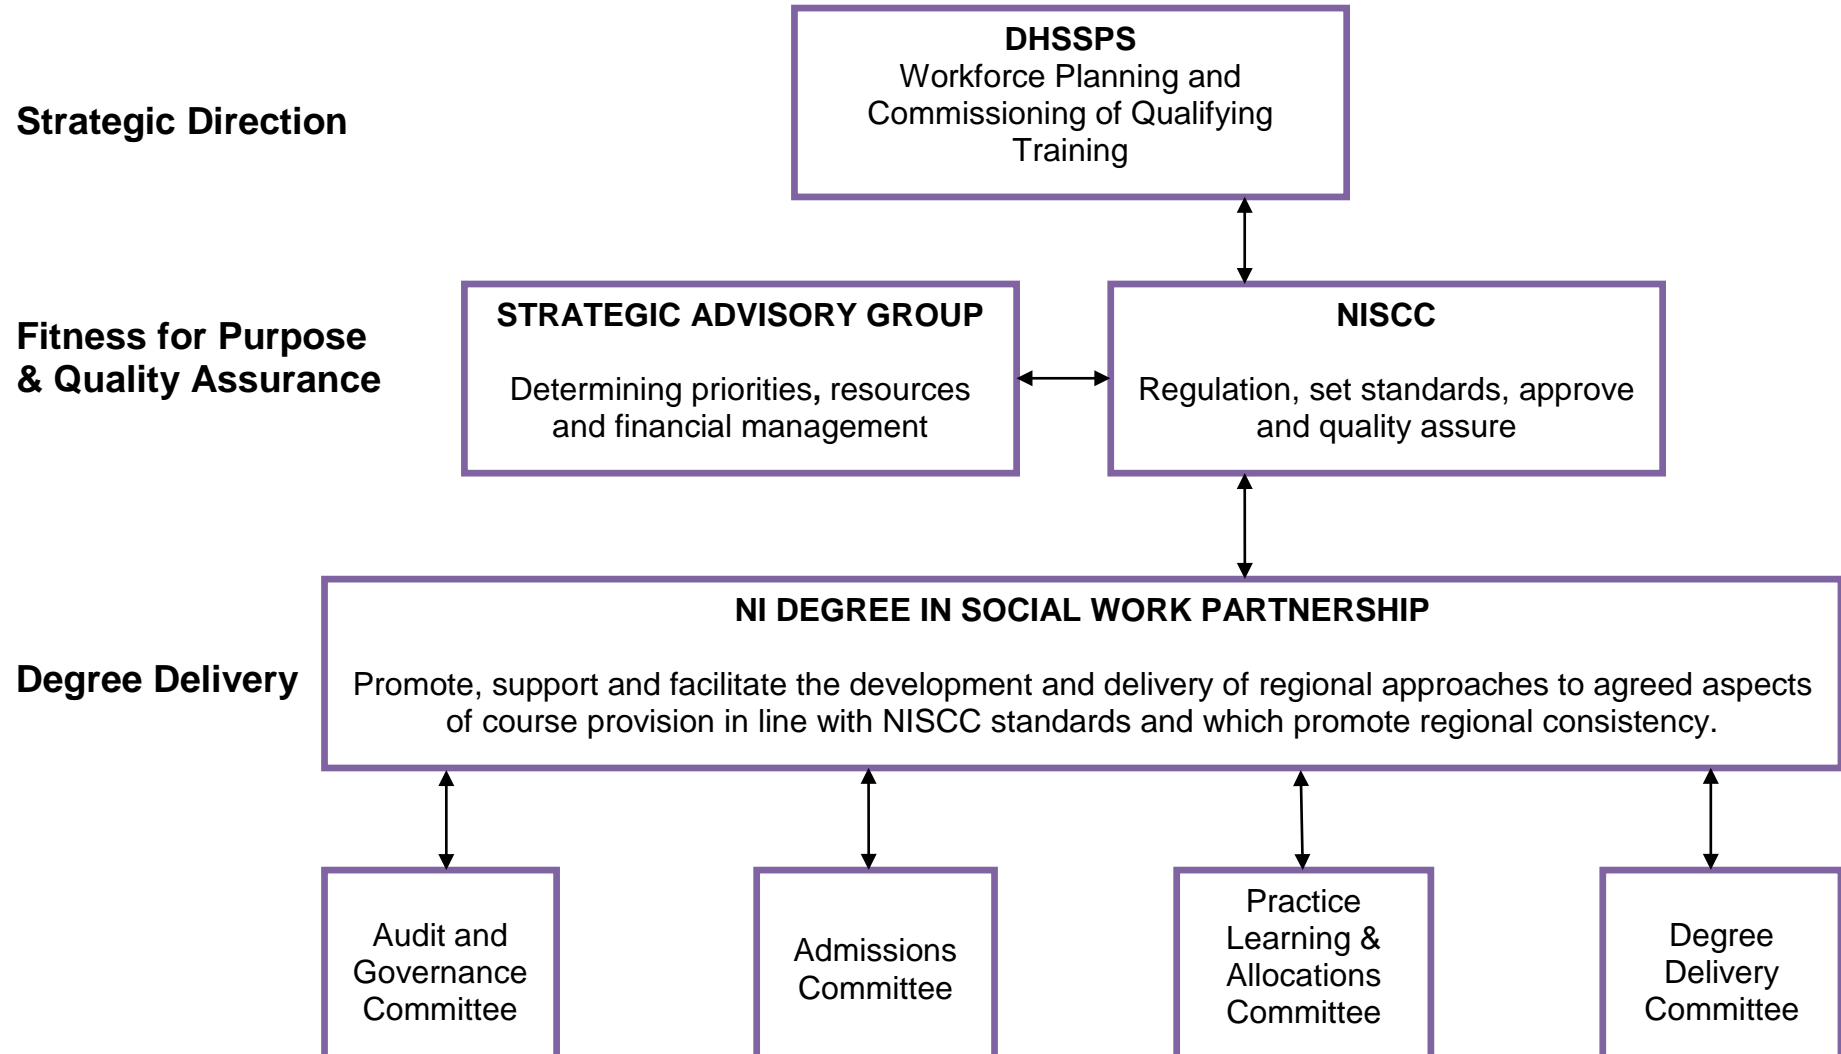 DHSSPS
Workforce Planning and
Commissioning of Qualifying
Training
Strategic Direction
STRATEGIC ADVISORY GROUP
Determining priorities, resources
and financial management
NISCC
Regulation, set standards, approve
and quality assure
Fitness for Purpose
& Quality Assurance
NI DEGREE IN SOCIAL WORK PARTNERSHIP
Promote, support and facilitate the development and delivery of regional approaches to agreed aspects
of course provision in line with NISCC standards and which promote regional consistency.
Degree Delivery
Audit and
Governance
Committee
Admissions
Committee
Practice
Learning &
Allocations
Committee
Degree
Delivery
Committee